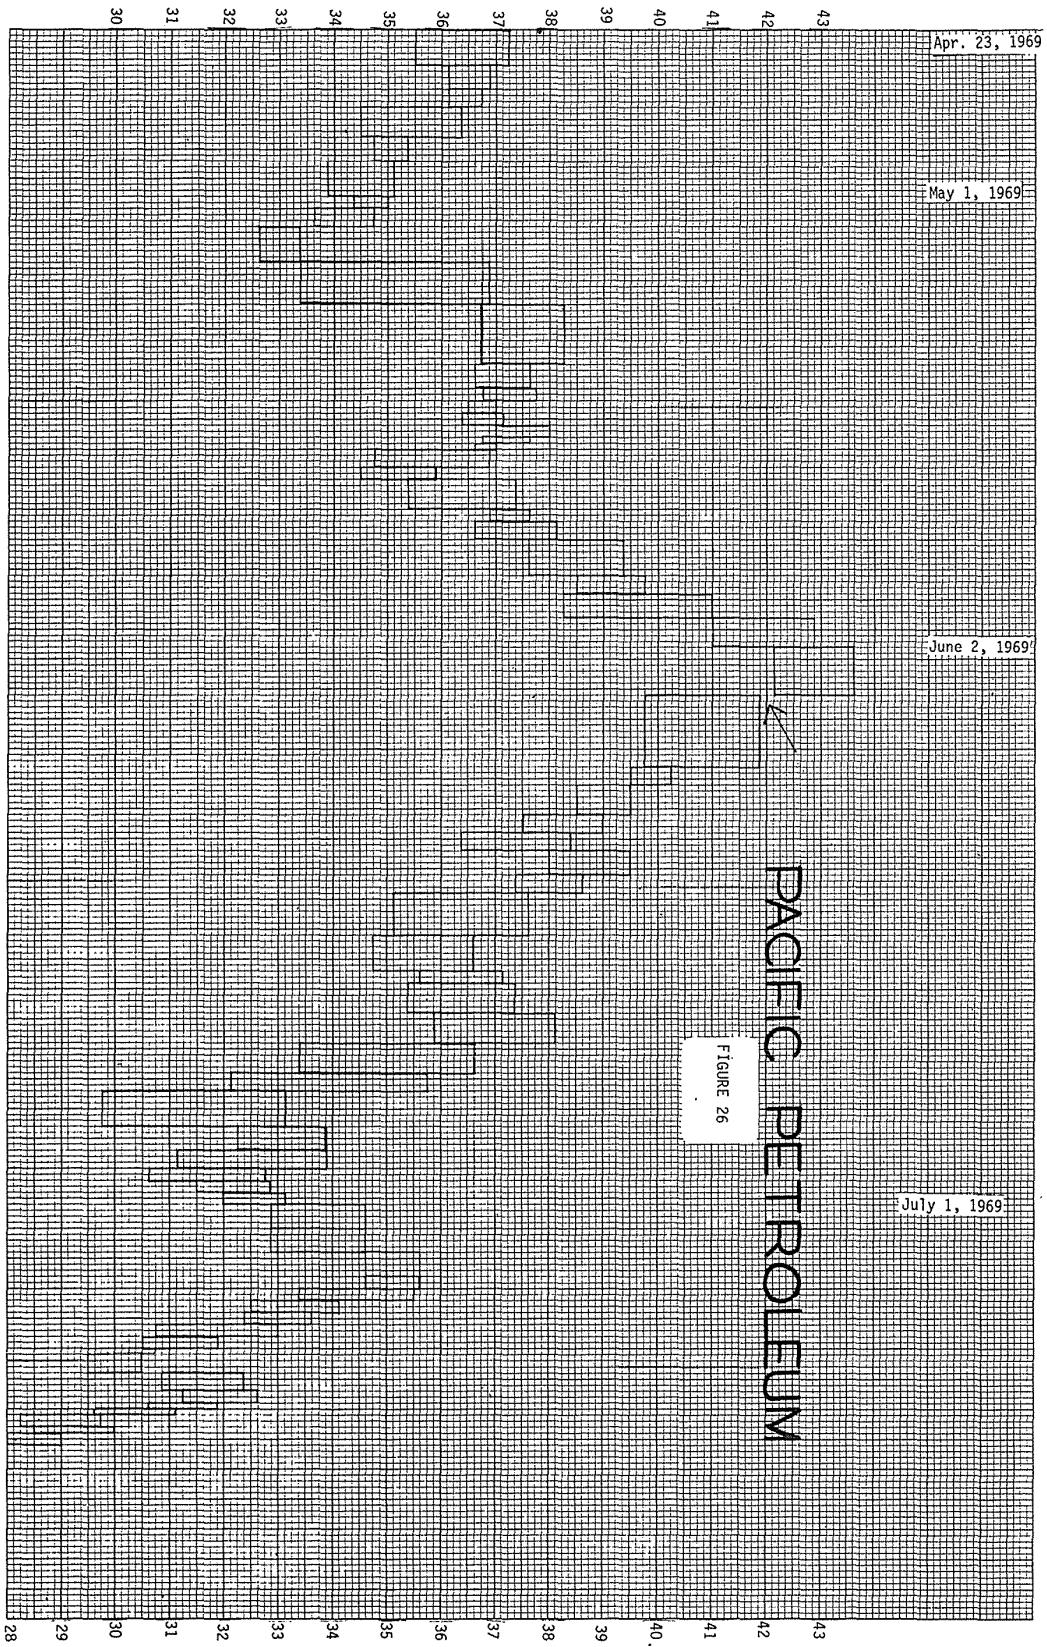 30 31 32 33 34 35 36 37 38 39 40 41 42 43
Apr. 23, 1969
May 1, 1969
June 2, 1969
PACIFIC PETROLEUM
FIGURE 26
July 1, 1969
28 29 30 31 32 33 34 35 36 37 38 39 40 41 42 43